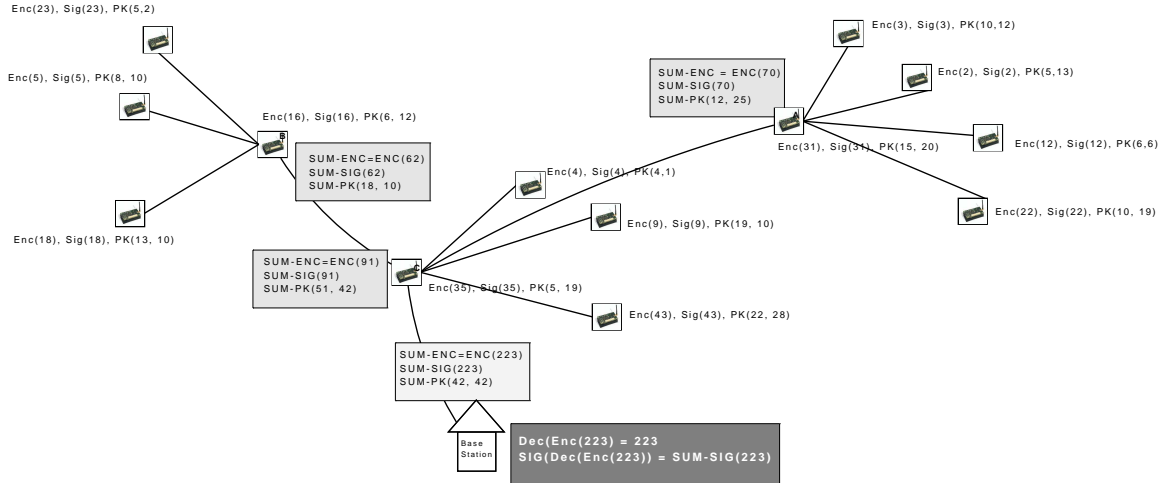 Enc(23), Sig(23), PK(5,2)
Enc(5), Sig(5), PK(8, 10)
Enc(16), Sig(16), PK(6, 12)
B
SUM-ENC=ENC(62)
SUM-SIG(62)
SUM-PK(18, 10)
Enc(18), Sig(18), PK(13, 10)
Enc(3), Sig(3), PK(10,12)
SUM-ENC = ENC(70)
SUM-SIG(70)
SUM-PK(12, 25)
Enc(2), Sig(2), PK(5,13)
A
Enc(31), Sig(31), PK(15, 20)
Enc(12), Sig(12), PK(6,6)
Enc(4), Sig(4), PK(4,1)
Enc(9), Sig(9), PK(19, 10)
Enc(22), Sig(22), PK(10, 19)
SUM-ENC=ENC(91)
SUM-SIG(91)
SUM-PK(51, 42)
C
Enc(35), Sig(35), PK(5, 19)
Enc(43), Sig(43), PK(22, 28)
SUM-ENC=ENC(223)
SUM-SIG(223)
SUM-PK(42, 42)
Base
Station
Dec(Enc(223) = 223
SIG(Dec(Enc(223)) = SUM-SIG(223)